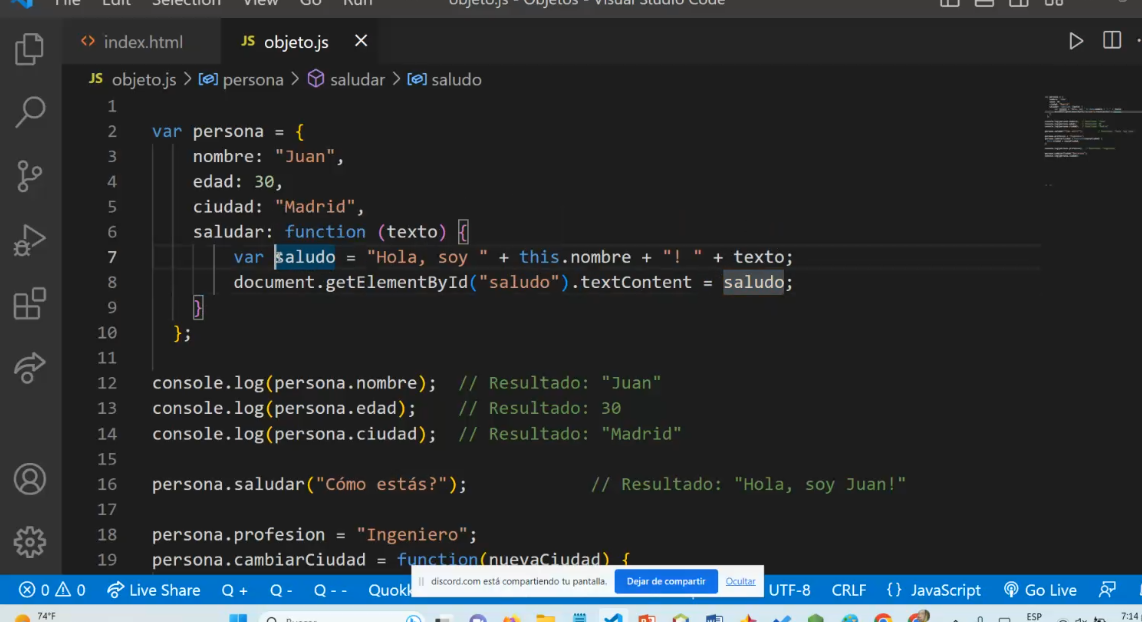 File Edit Selection View Go Run objeto.js - Objetos - Visual Studio Code
index.html JS objeto.js
JS objeto.js > persona > saludar > saludo
1
2 var persona = {
3 nombre: "Juan",
4 edad: 30,
5 ciudad: "Madrid",
6 saludar: function (texto) {
7 var saludo = "Hola, soy " + this.nombre + "! " + texto;
8 document.getElementById("saludo").textContent = saludo;
9 }
10 };
11
12 console.log(persona.nombre); // Resultado: "Juan"
13 console.log(persona.edad); // Resultado: 30
14 console.log(persona.ciudad); // Resultado: "Madrid"
15
16 persona.saludar("Cómo estás?"); // Resultado: "Hola, soy Juan!"
17
18 persona.profesion = "Ingeniero";
19 persona.cambiarCiudad = function(nuevaCiudad) {
discord.com está compartiendo tu pantalla. Dejar de compartir Ocultar
0 0 Live Share Q + Q - Q - - Quokk UTF-8 CRLF {} JavaScript Go Live
74°F Buscar ESP 7:14